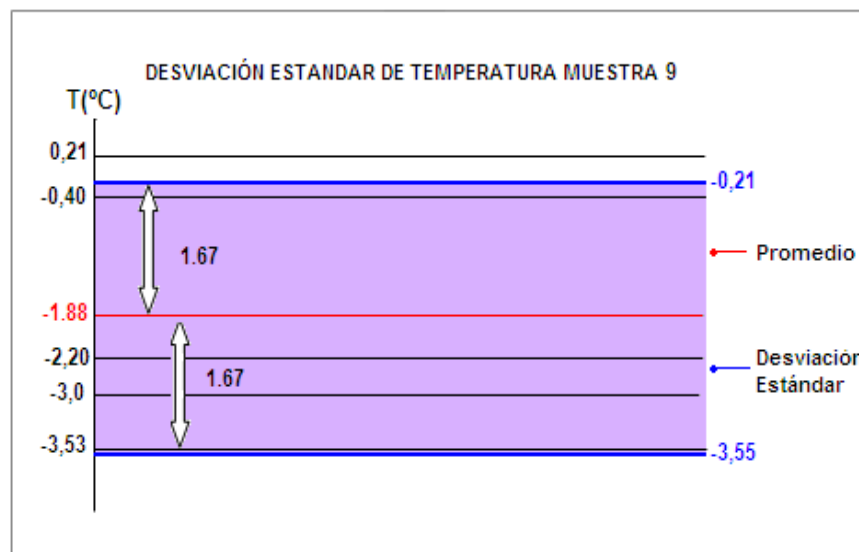 DESVIACIÓN ESTANDAR DE TEMPERATURA MUESTRA 9
T(ºC)
0,21
-0,21
-0,40
1.67
Promedio
-1.88
-2,20
1.67
Desviación
Estándar
-3,0
-3,53
-3,55